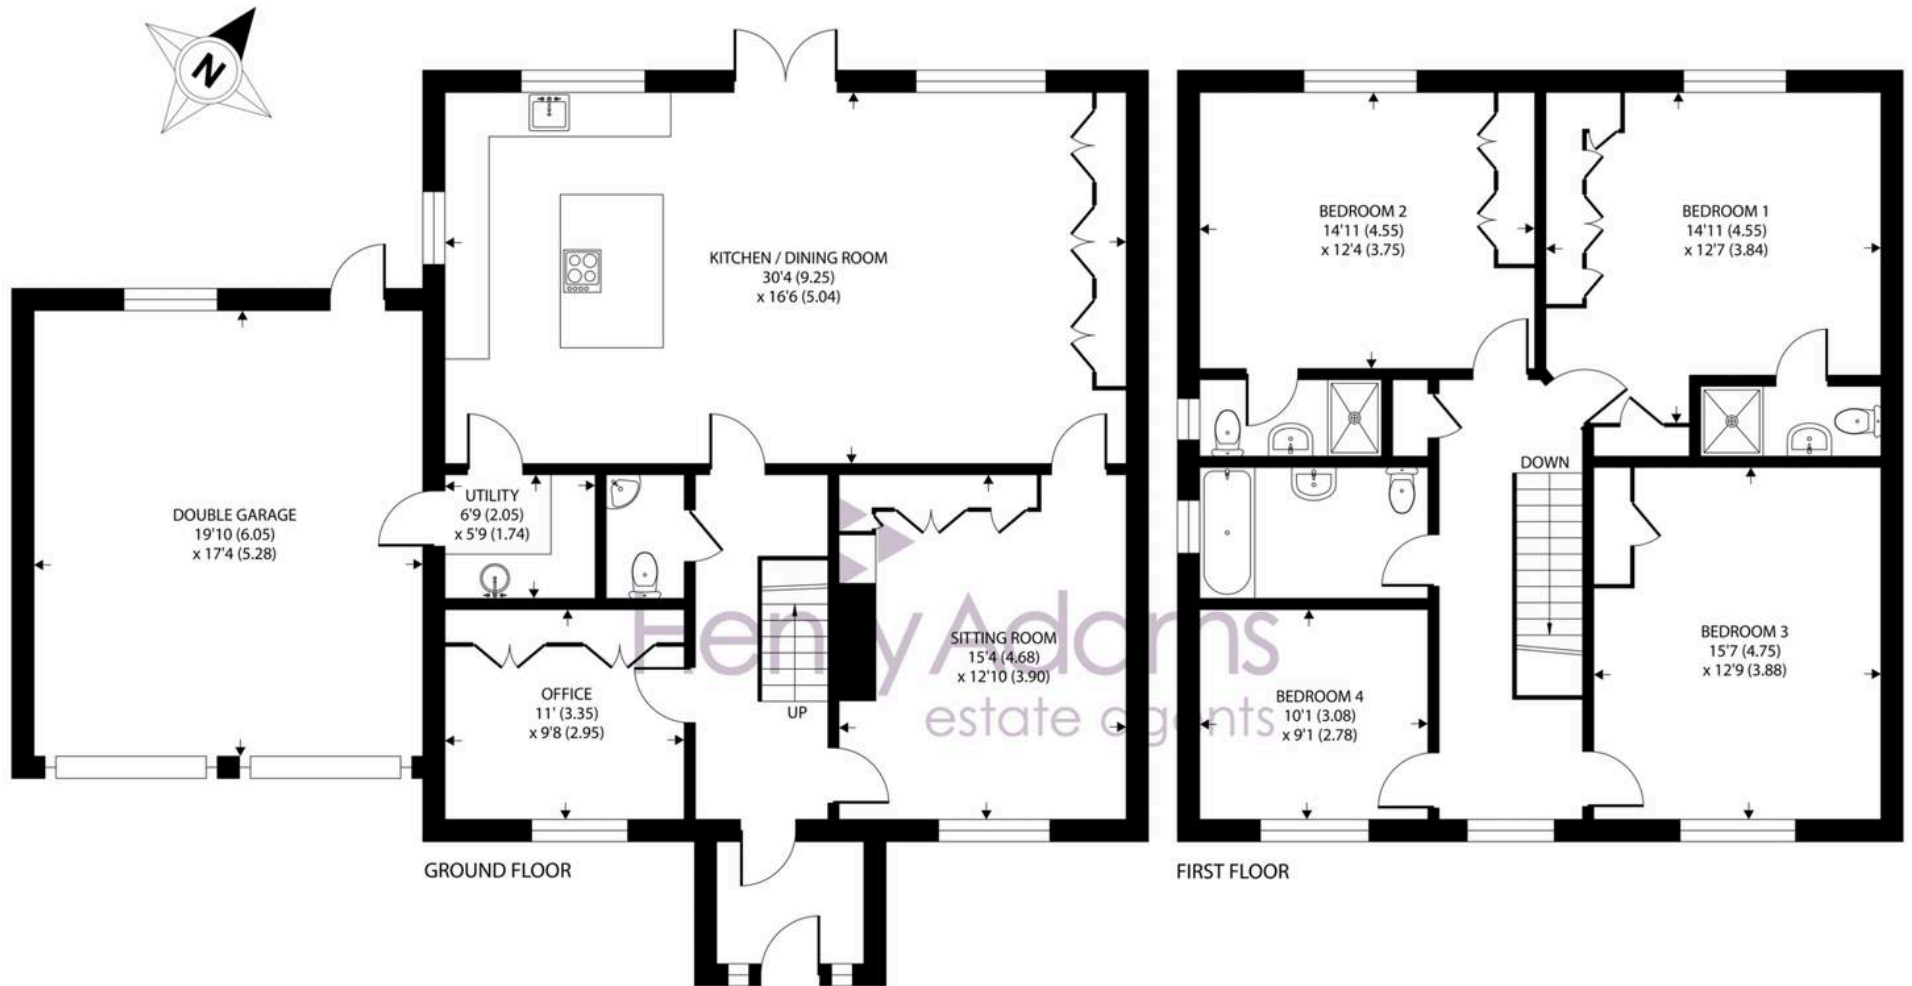 N
KITCHEN / DINING ROOM
30'4 (9.25)
x 16'6 (5.04)
DOUBLE GARAGE
19'10 (6.05)
x 17'4 (5.28)
UTILITY
6'9 (2.05)
x 5'9 (1.74)
OFFICE
11' (3.35)
x 9'8 (2.95)
UP
SITTING ROOM
15'4 (4.68)
x 12'10 (3.90)
GROUND FLOOR
BEDROOM 2
14'11 (4.55)
x 12'4 (3.75)
BEDROOM 1
14'11 (4.55)
x 12'7 (3.84)
DOWN
BEDROOM 3
15'7 (4.75)
x 12'9 (3.88)
BEDROOM 4
10'1 (3.08)
x 9'1 (2.78)
FIRST FLOOR
Henry Adams
estate agents